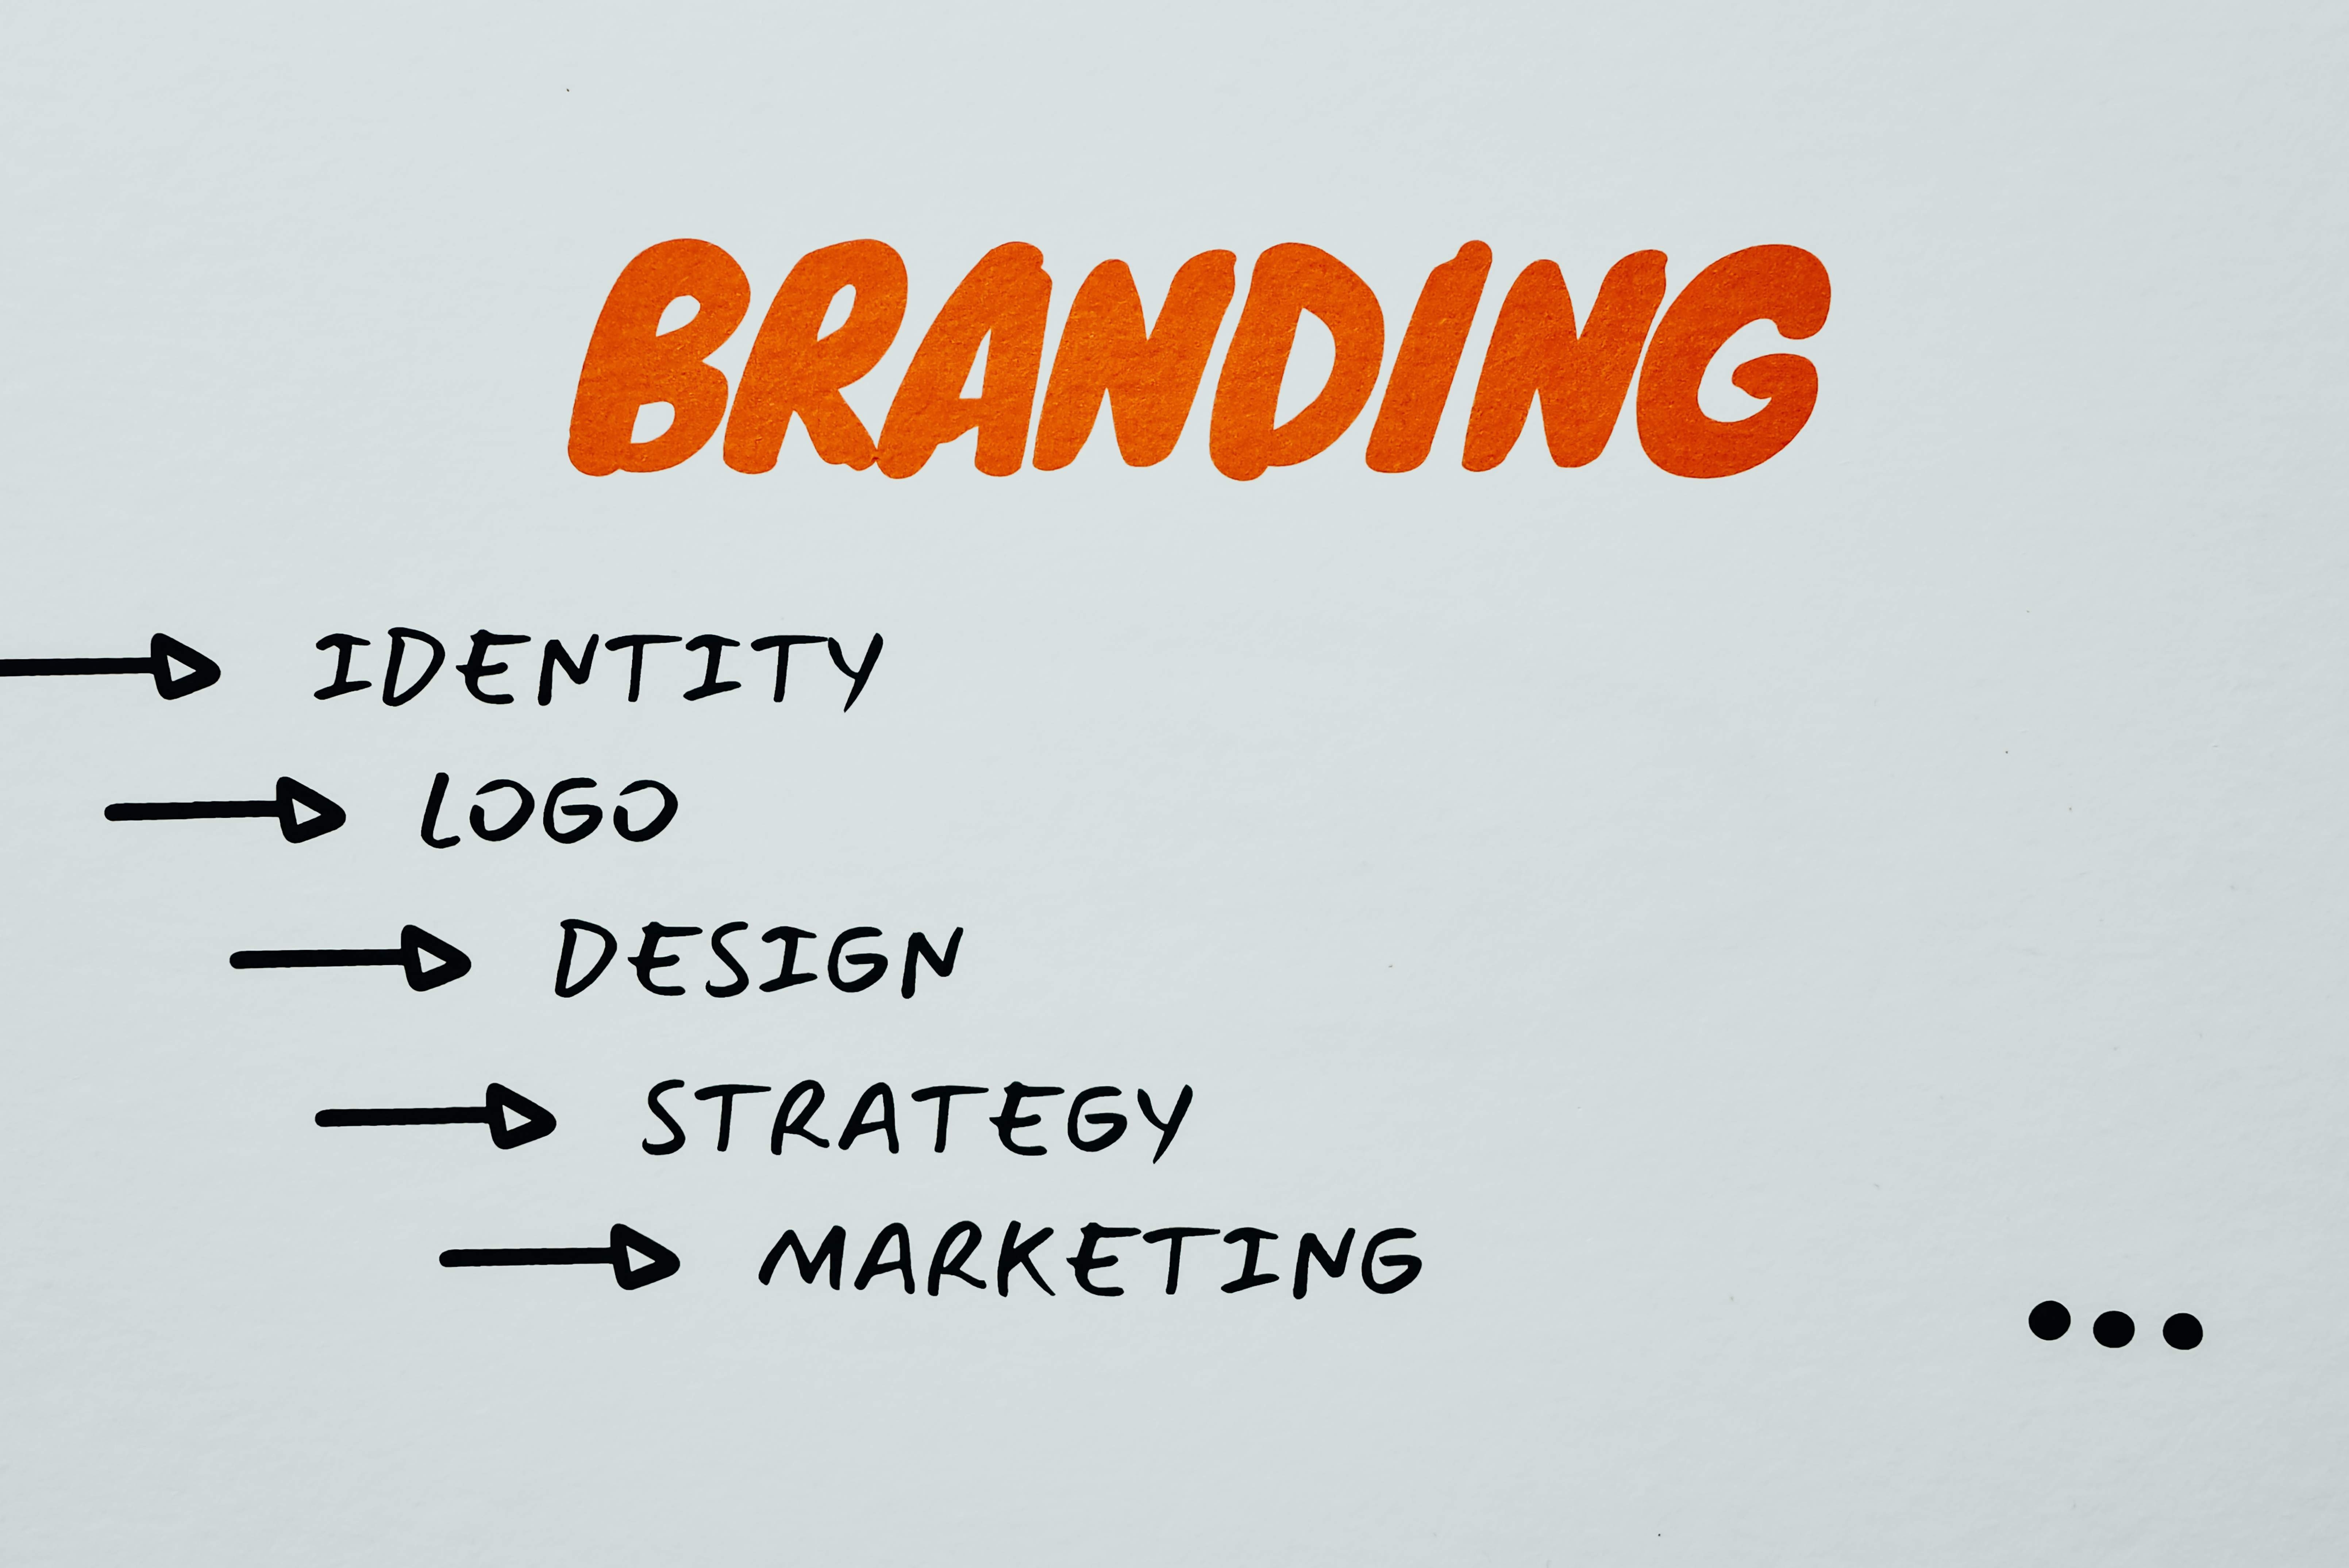 BRANDING
IDENTITY
LOGO
DESIGN
STRATEGY
MARKETING
...